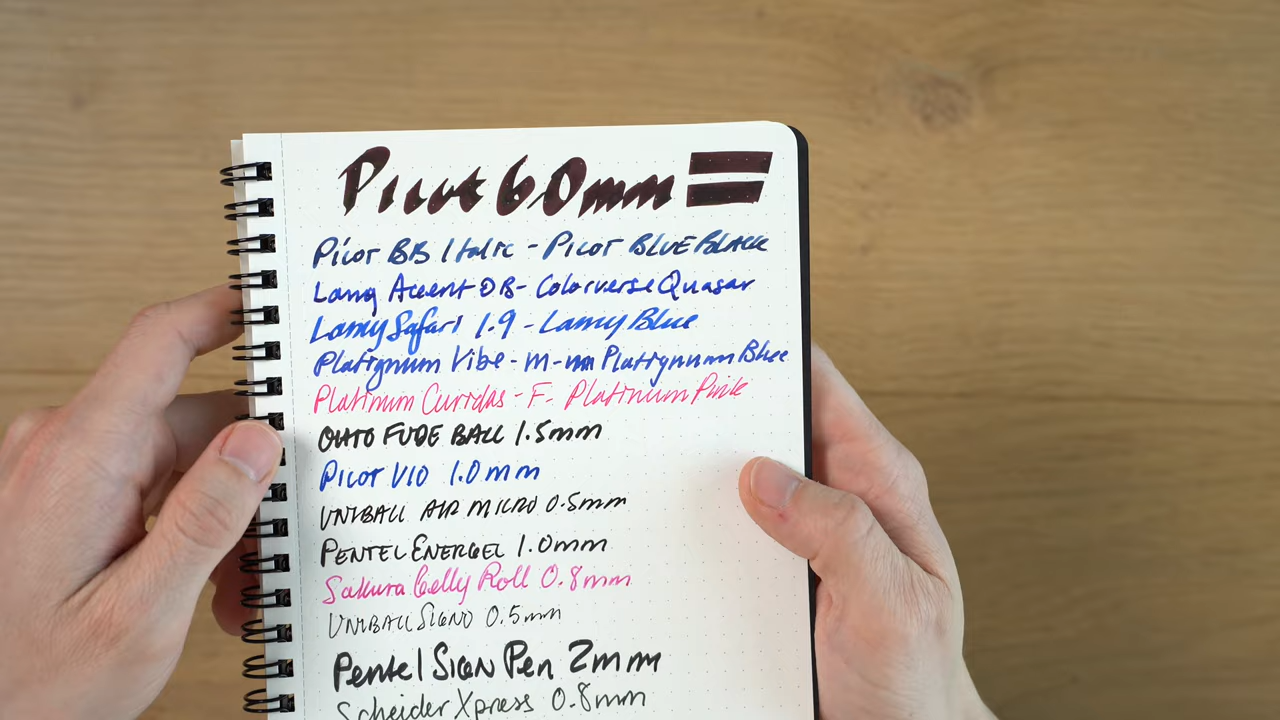 Pilot 60mm =
Pilot BB Italic - Pilot BLUE BLACK
Lamy Accent OB - Colorverse Quasar
Lamy Safari 1.9 - Lamy Blue
Platignum Vibe - M - Platignum Blue
Platinum Curidas - F - Platinum Pink
OHTO FUDE BALL 1.5mm
PILOT V10 1.0mm
UNIBALL AIR MICRO 0.5mm
PENTEL ENERGEL 1.0mm
Sakura Gelly Roll 0.8mm
UNIBALL SIGNO 0.5mm
Pentel Sign Pen 2mm
Scheider Xpress 0.8mm